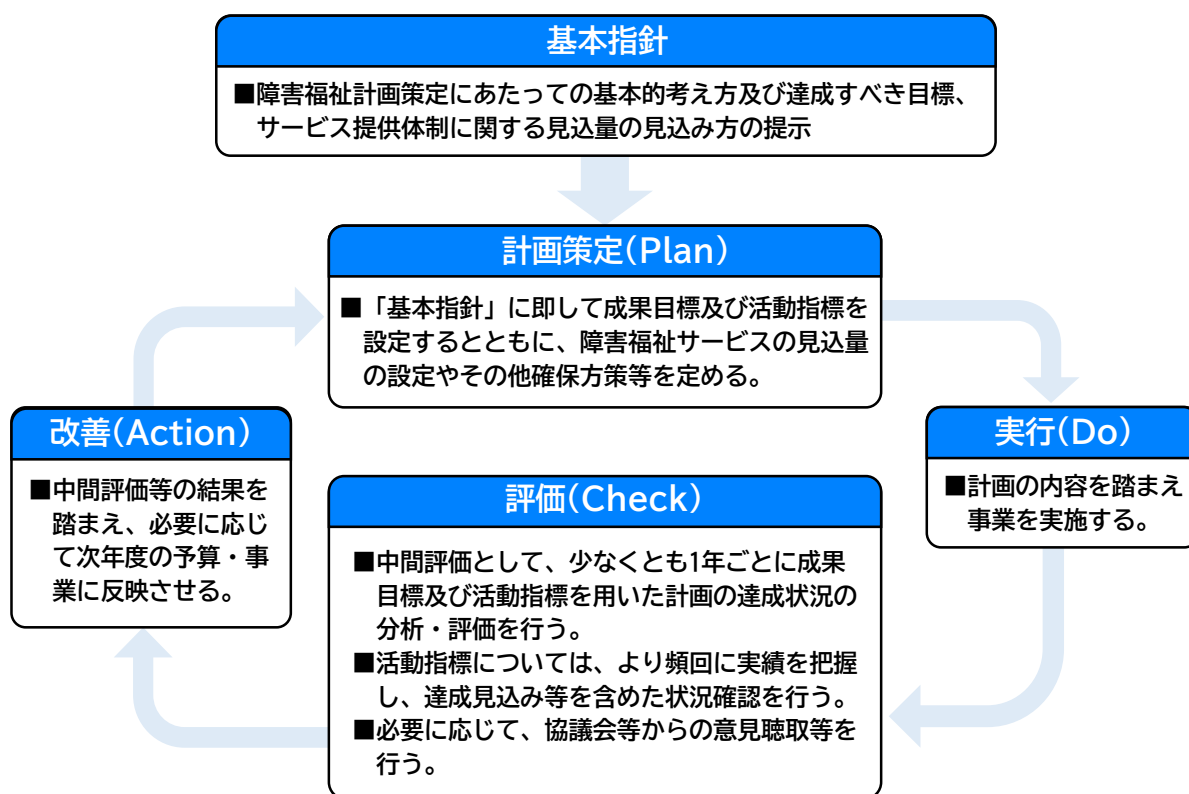 基本指針
■障害福祉計画策定にあたっての基本的考え方及び達成すべき目標、
サービス提供体制に関する見込量の見込み方の提示
計画策定(Plan)
■「基本指針」に即して成果目標及び活動指標を
設定するとともに、障害福祉サービスの見込量
の設定やその他確保方策等を定める。
実行(Do)
■計画の内容を踏まえ
事業を実施する。
評価(Check)
■中間評価として、少なくとも1年ごとに成果
目標及び活動指標を用いた計画の達成状況の
分析・評価を行う。
■活動指標については、より頻回に実績を把握
し、達成見込み等を含めた状況確認を行う。
■必要に応じて、協議会等からの意見聴取等を
行う。
改善(Action)
■中間評価等の結果を
踏まえ、必要に応じ
て次年度の予算・事
業に反映させる。